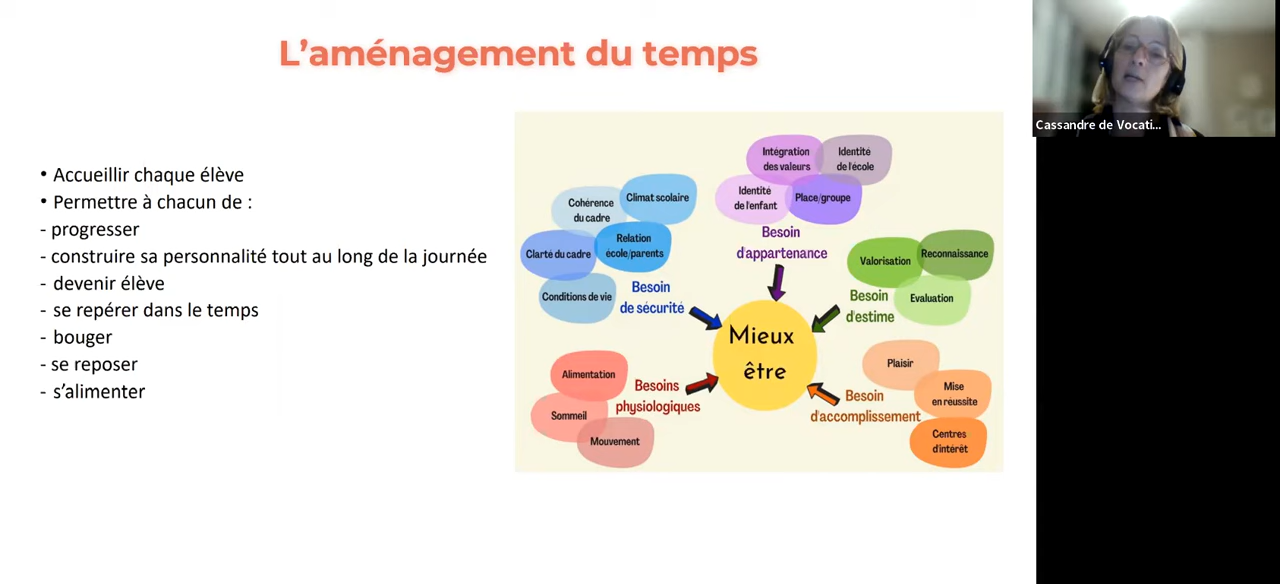 L'aménagement du temps
• Accueillir chaque élève
• Permettre à chacun de :
- progresser
- construire sa personnalité tout au long de la journée
- devenir élève
- se repérer dans le temps
- bouger
- se reposer
- s'alimenter
Intégration
des valeurs
Identité
de l'école
Identité
de l'enfant
Place/groupe
Besoin
d'appartenance
Cohérence
du cadre
Climat scolaire
Clarté du cadre
Relation
école/parents
Conditions de vie
Besoin
de sécurité
Valorisation
Reconnaissance
Evaluation
Besoin
d'estime
Mieux
être
Alimentation
Sommeil
Mouvement
Besoins
physiologiques
Plaisir
Mise
en réussite
Centres
d'intérêt
Besoin
d'accomplissement
Cassandre de Vocati...